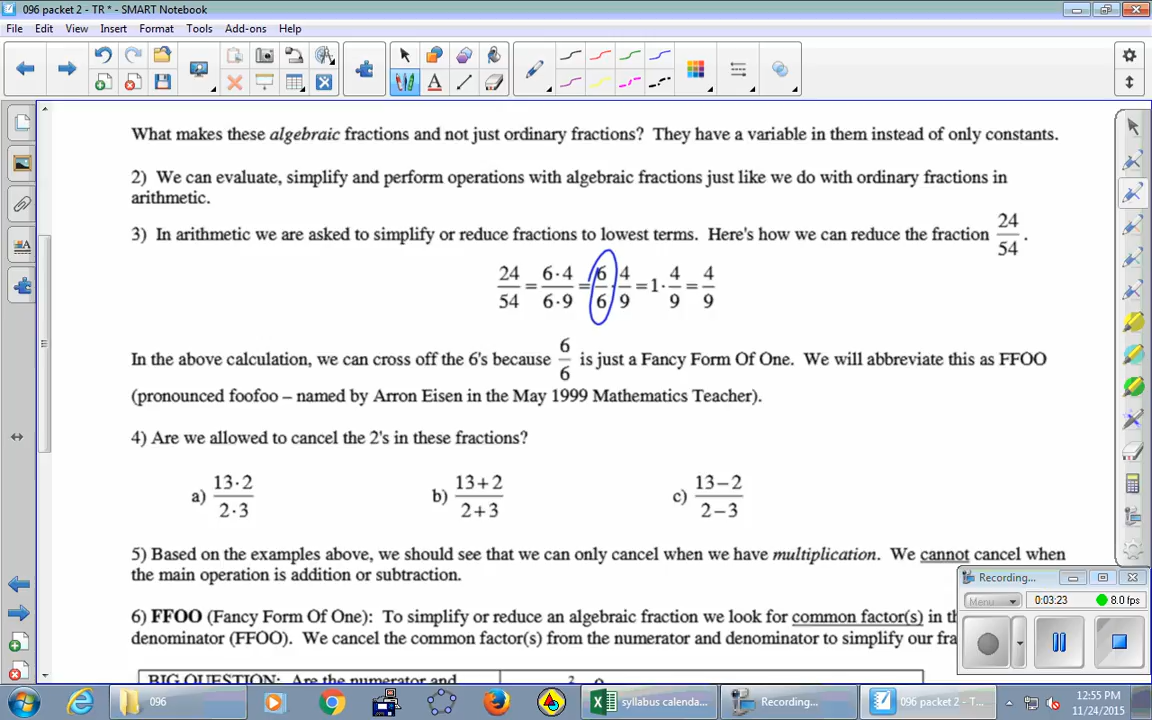 096 packet 2 - TR * - SMART Notebook
File Edit View Insert Format Tools Add-ons Help
What makes these algebraic fractions and not just ordinary fractions? They have a variable in them instead of only constants.
2) We can evaluate, simplify and perform operations with algebraic fractions just like we do with ordinary fractions in
arithmetic.
3) In arithmetic we are asked to simplify or reduce fractions to lowest terms. Here's how we can reduce the fraction 24/54 .
24/54 = 6·4/6·9 = 6/6 · 4/9 = 1 · 4/9 = 4/9
In the above calculation, we can cross off the 6's because 6/6 is just a Fancy Form Of One. We will abbreviate this as FFOO
(pronounced foofoo – named by Arron Eisen in the May 1999 Mathematics Teacher).
4) Are we allowed to cancel the 2's in these fractions?
a) 13·2/2·3 b) 13+2/2+3 c) 13−2/2−3
5) Based on the examples above, we should see that we can only cancel when we have multiplication. We cannot cancel when
the main operation is addition or subtraction.
6) FFOO (Fancy Form Of One): To simplify or reduce an algebraic fraction we look for common factor(s) in
denominator (FFOO). We cancel the common factor(s) from the numerator and denominator to simplify our
BIG QUESTION: Are the numerator and
Recording...
Menu 0:03:23 8.0 fps
096 syllabus calenda... Recording... 096 packet 2 - T...
12:55 PM
11/24/2015